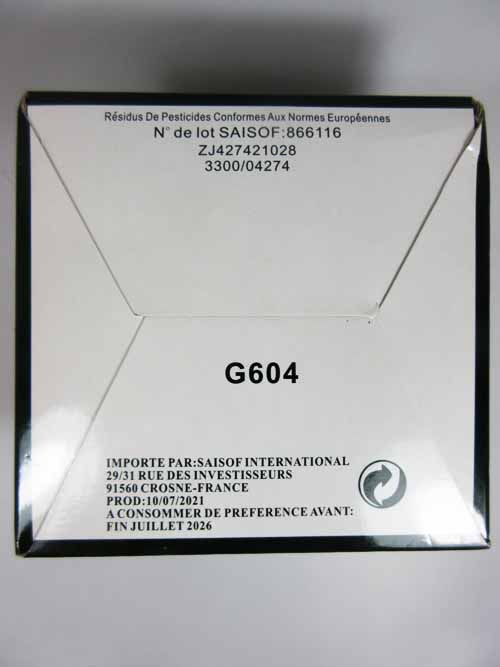 Résidus De Pesticides Conformes Aux Normes Européennes
N° de lot SAISOF:866116
ZJ427421028
3300/04274
G604
IMPORTE PAR:SAISOF INTERNATIONAL
29/31 RUE DES INVESTISSEURS
91560 CROSNE-FRANCE
PROD:10/07/2021
A CONSOMMER DE PREFERENCE AVANT:
FIN JUILLET 2026